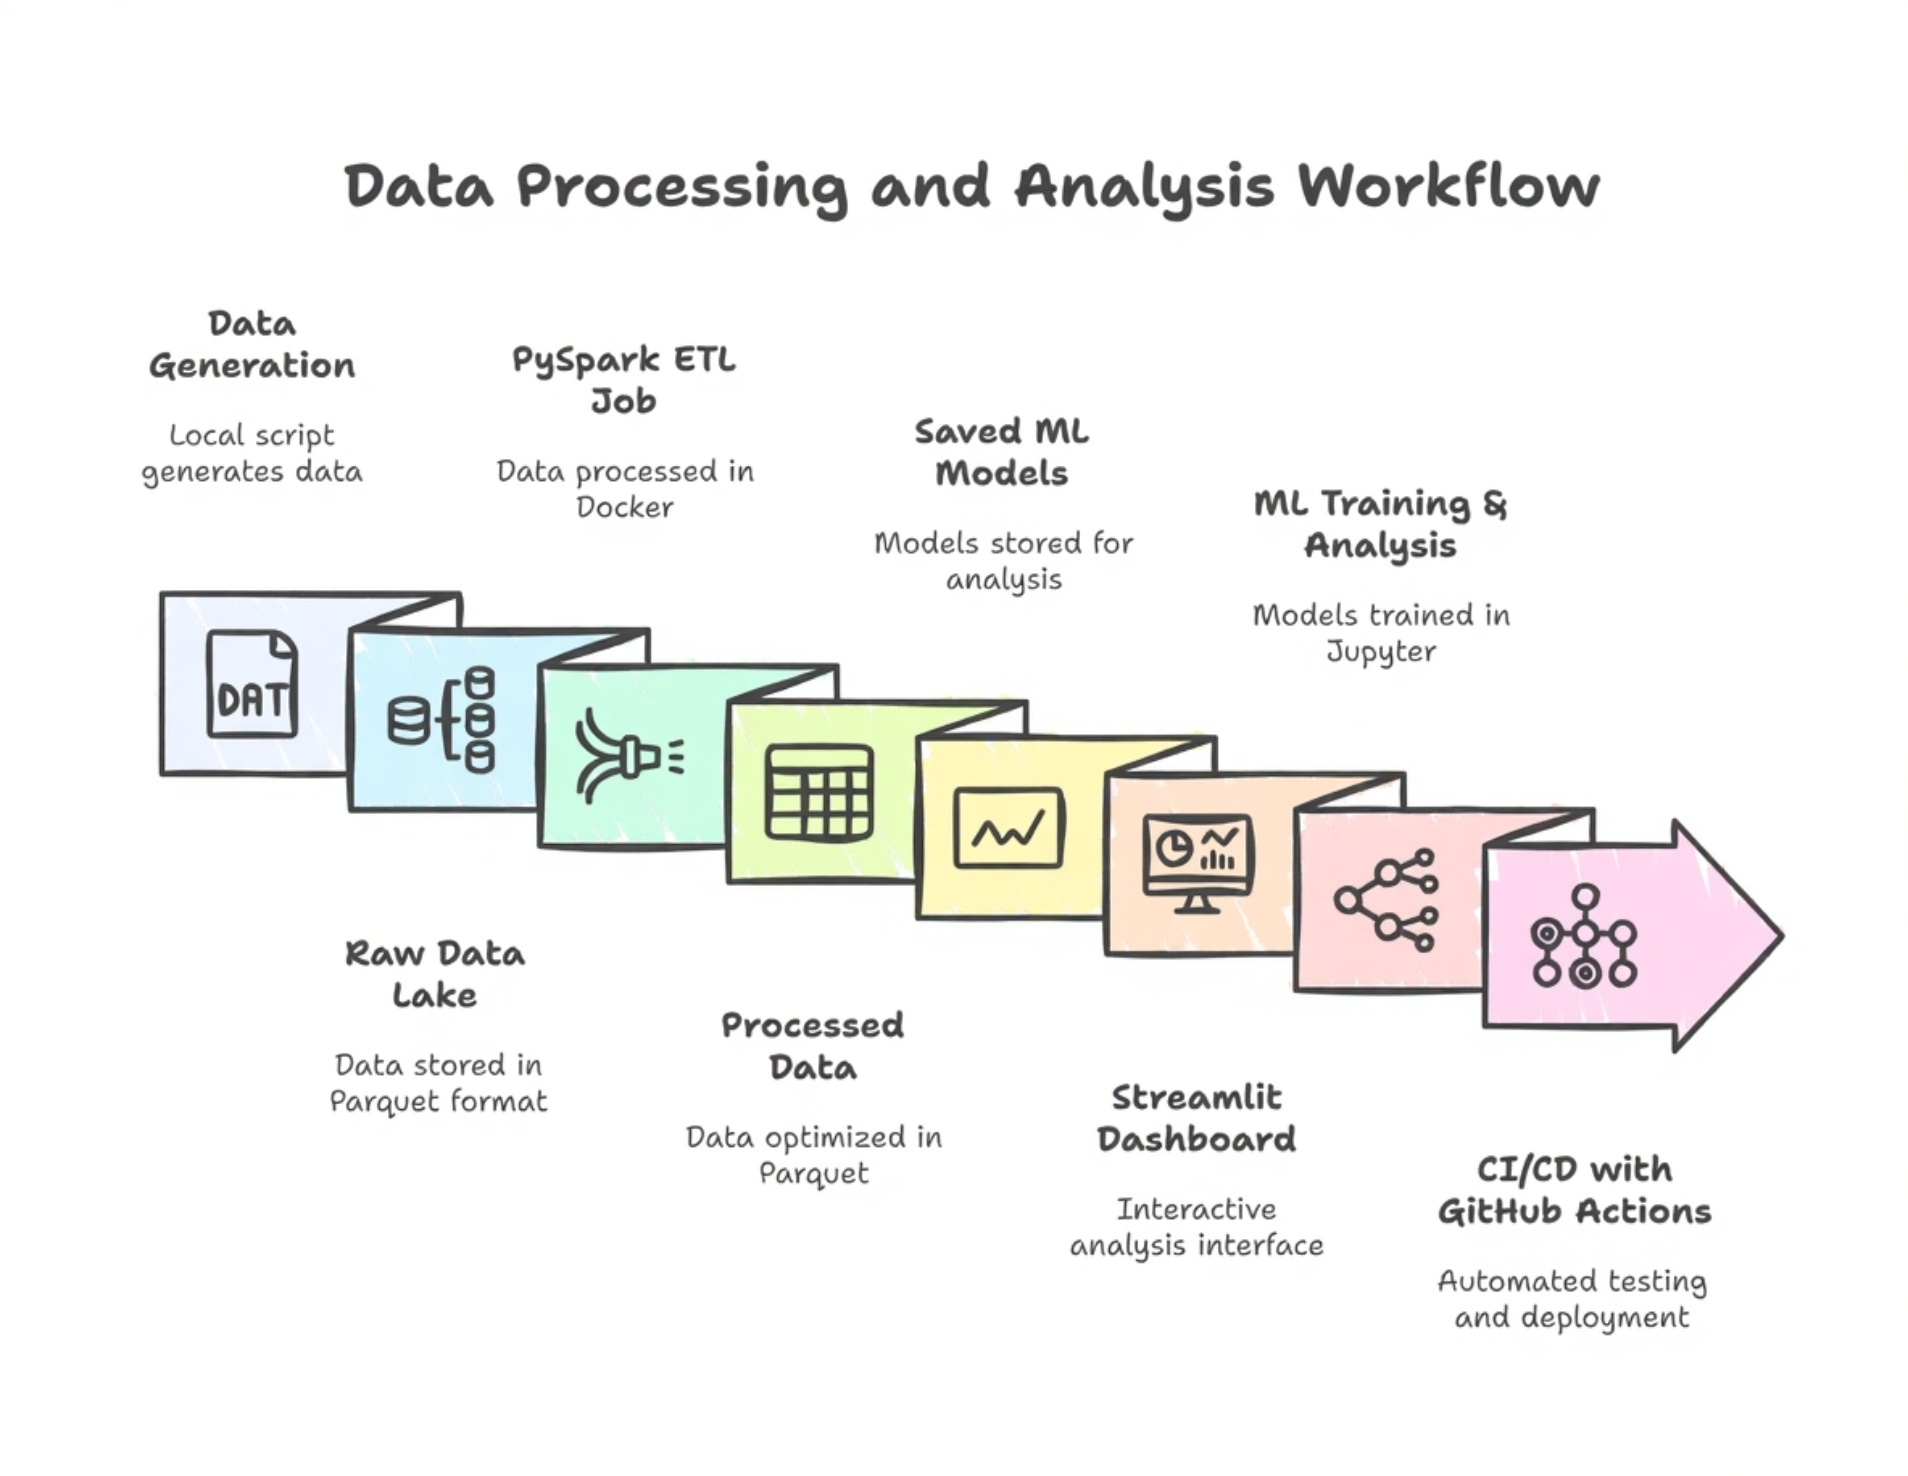 Data Processing and Analysis Workflow
Data
Generation
Local script
generates data
PySpark ETL
Job
Data processed in
Docker
Saved ML
Models
Models stored for
analysis
ML Training &
Analysis
Models trained in
Jupyter
DAT
Raw Data
Lake
Data stored in
Parquet format
Processed
Data
Data optimized in
Parquet
Streamlit
Dashboard
Interactive
analysis interface
CI/CD with
GitHub Actions
Automated testing
and deployment